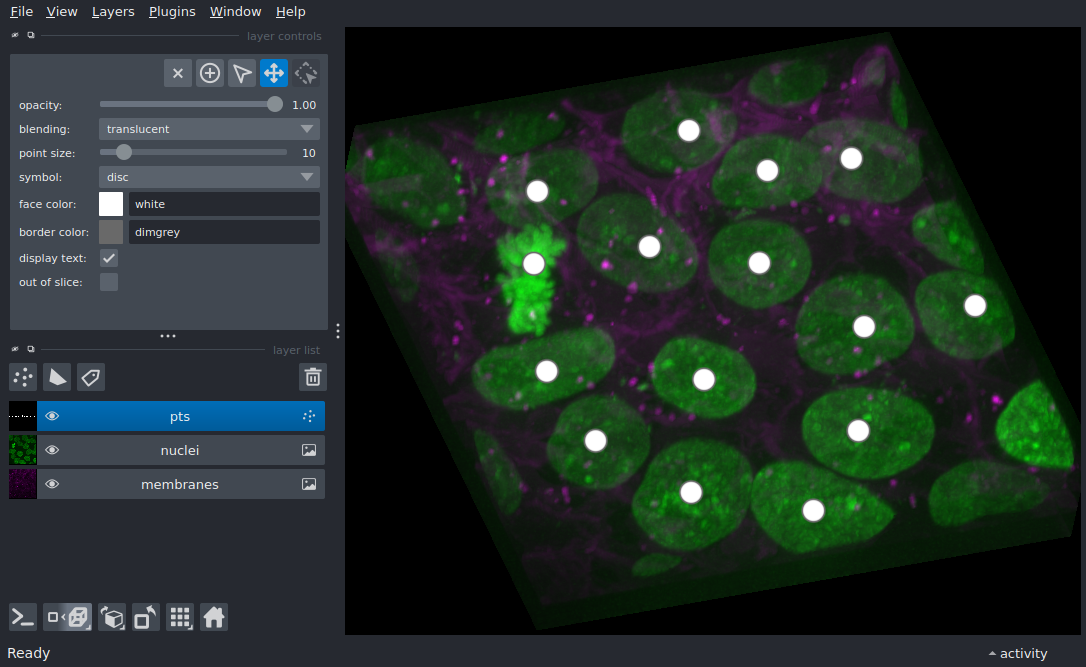 File View Layers Plugins Window Help
layer controls
opacity: 1.00
blending: translucent
point size: 10
symbol: disc
face color: white
border color: dimgrey
display text:
out of slice:
layer list
pts
nuclei
membranes
Ready
activity